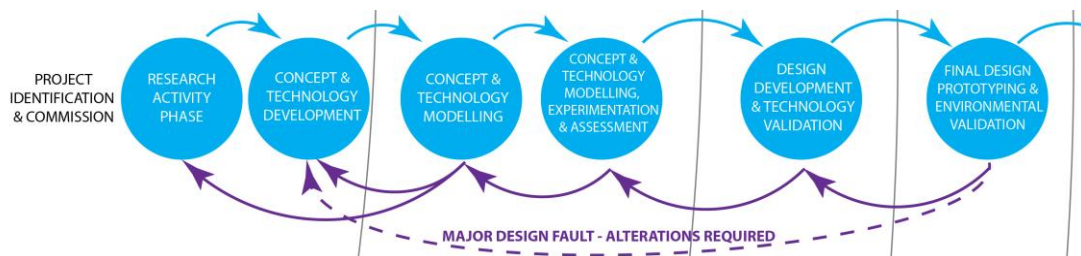 PROJECT
IDENTIFICATION
& COMMISSION
RESEARCH
ACTIVITY
PHASE
CONCEPT &
TECHNOLOGY
DEVELOPMENT
CONCEPT &
TECHNOLOGY
MODELLING
CONCEPT &
TECHNOLOGY
MODELLING,
EXPERIMENTATION
& ASSESSMENT
DESIGN
DEVELOPMENT
& TECHNOLOGY
VALIDATION
FINAL DESIGN
PROTOTYPING &
ENVIRONMENTAL
VALIDATION
MAJOR DESIGN FAULT - ALTERATIONS REQUIRED